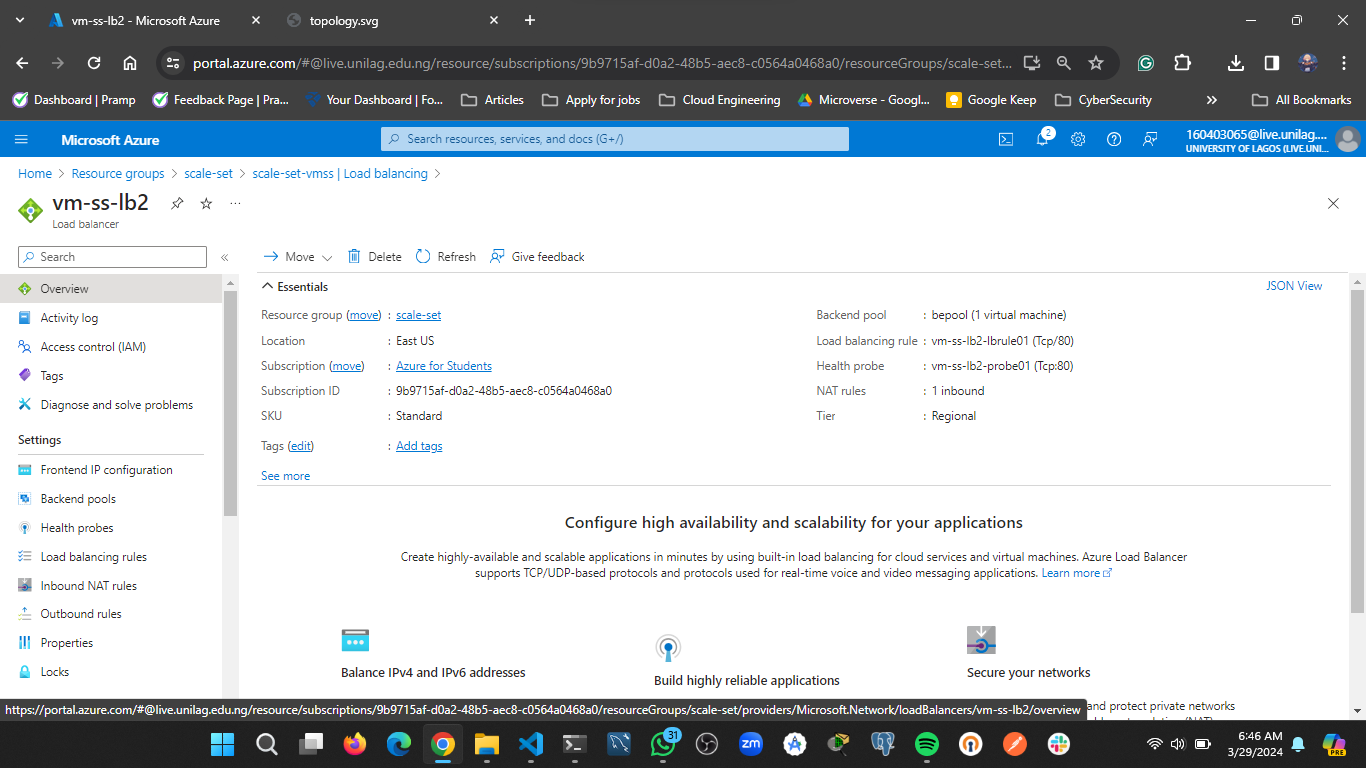 vm-ss-lb2 - Microsoft Azure
topology.svg
portal.azure.com/#@live.unilag.edu.ng/resource/subscriptions/9b9715af-d0a2-48b5-aec8-c0564a0468a0/resourceGroups/scale-set...
Dashboard | Pramp
Feedback Page | Pra...
Your Dashboard | Fo...
Articles
Apply for jobs
Cloud Engineering
Microverse - Googl...
Google Keep
CyberSecurity
All Bookmarks
Microsoft Azure
Search resources, services, and docs (G+/)
2
160403065@live.unilag....
UNIVERSITY OF LAGOS (LIVE.UNI...
Home > Resource groups > scale-set > scale-set-vmss | Load balancing >
vm-ss-lb2
Load balancer
Search
Move
Delete
Refresh
Give feedback
Overview
Activity log
Access control (IAM)
Tags
Diagnose and solve problems
Settings
Frontend IP configuration
Backend pools
Health probes
Load balancing rules
Inbound NAT rules
Outbound rules
Properties
Locks
Essentials
JSON View
Resource group (move) : scale-set
Location : East US
Subscription (move) : Azure for Students
Subscription ID : 9b9715af-d0a2-48b5-aec8-c0564a0468a0
SKU : Standard
Tags (edit) : Add tags
See more
Backend pool : bepool (1 virtual machine)
Load balancing rule : vm-ss-lb2-lbrule01 (Tcp/80)
Health probe : vm-ss-lb2-probe01 (Tcp:80)
NAT rules : 1 inbound
Tier : Regional
Configure high availability and scalability for your applications
Create highly-available and scalable applications in minutes by using built-in load balancing for cloud services and virtual machines. Azure Load Balancer
supports TCP/UDP-based protocols and protocols used for real-time voice and video messaging applications. Learn more
Balance IPv4 and IPv6 addresses
Build highly reliable applications
Secure your networks
and protect private networks
https://portal.azure.com/#@live.unilag.edu.ng/resource/subscriptions/9b9715af-d0a2-48b5-aec8-c0564a0468a0/resourceGroups/scale-set/providers/Microsoft.Network/loadBalancers/vm-ss-lb2/overview
31
zm
PRE
6:46 AM
3/29/2024